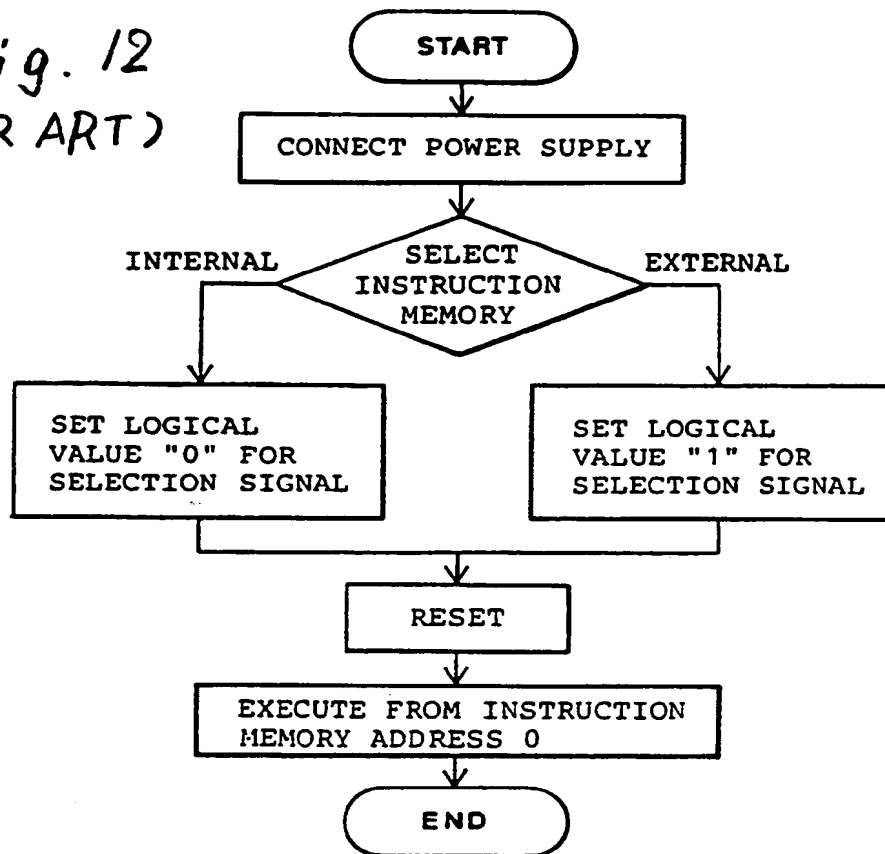 ig. 12
R ART)
START
CONNECT POWER SUPPLY
SELECT
INSTRUCTION
MEMORY
INTERNAL
EXTERNAL
SET LOGICAL
VALUE "0" FOR
SELECTION SIGNAL
SET LOGICAL
VALUE "1" FOR
SELECTION SIGNAL
RESET
EXECUTE FROM INSTRUCTION
MEMORY ADDRESS 0
END